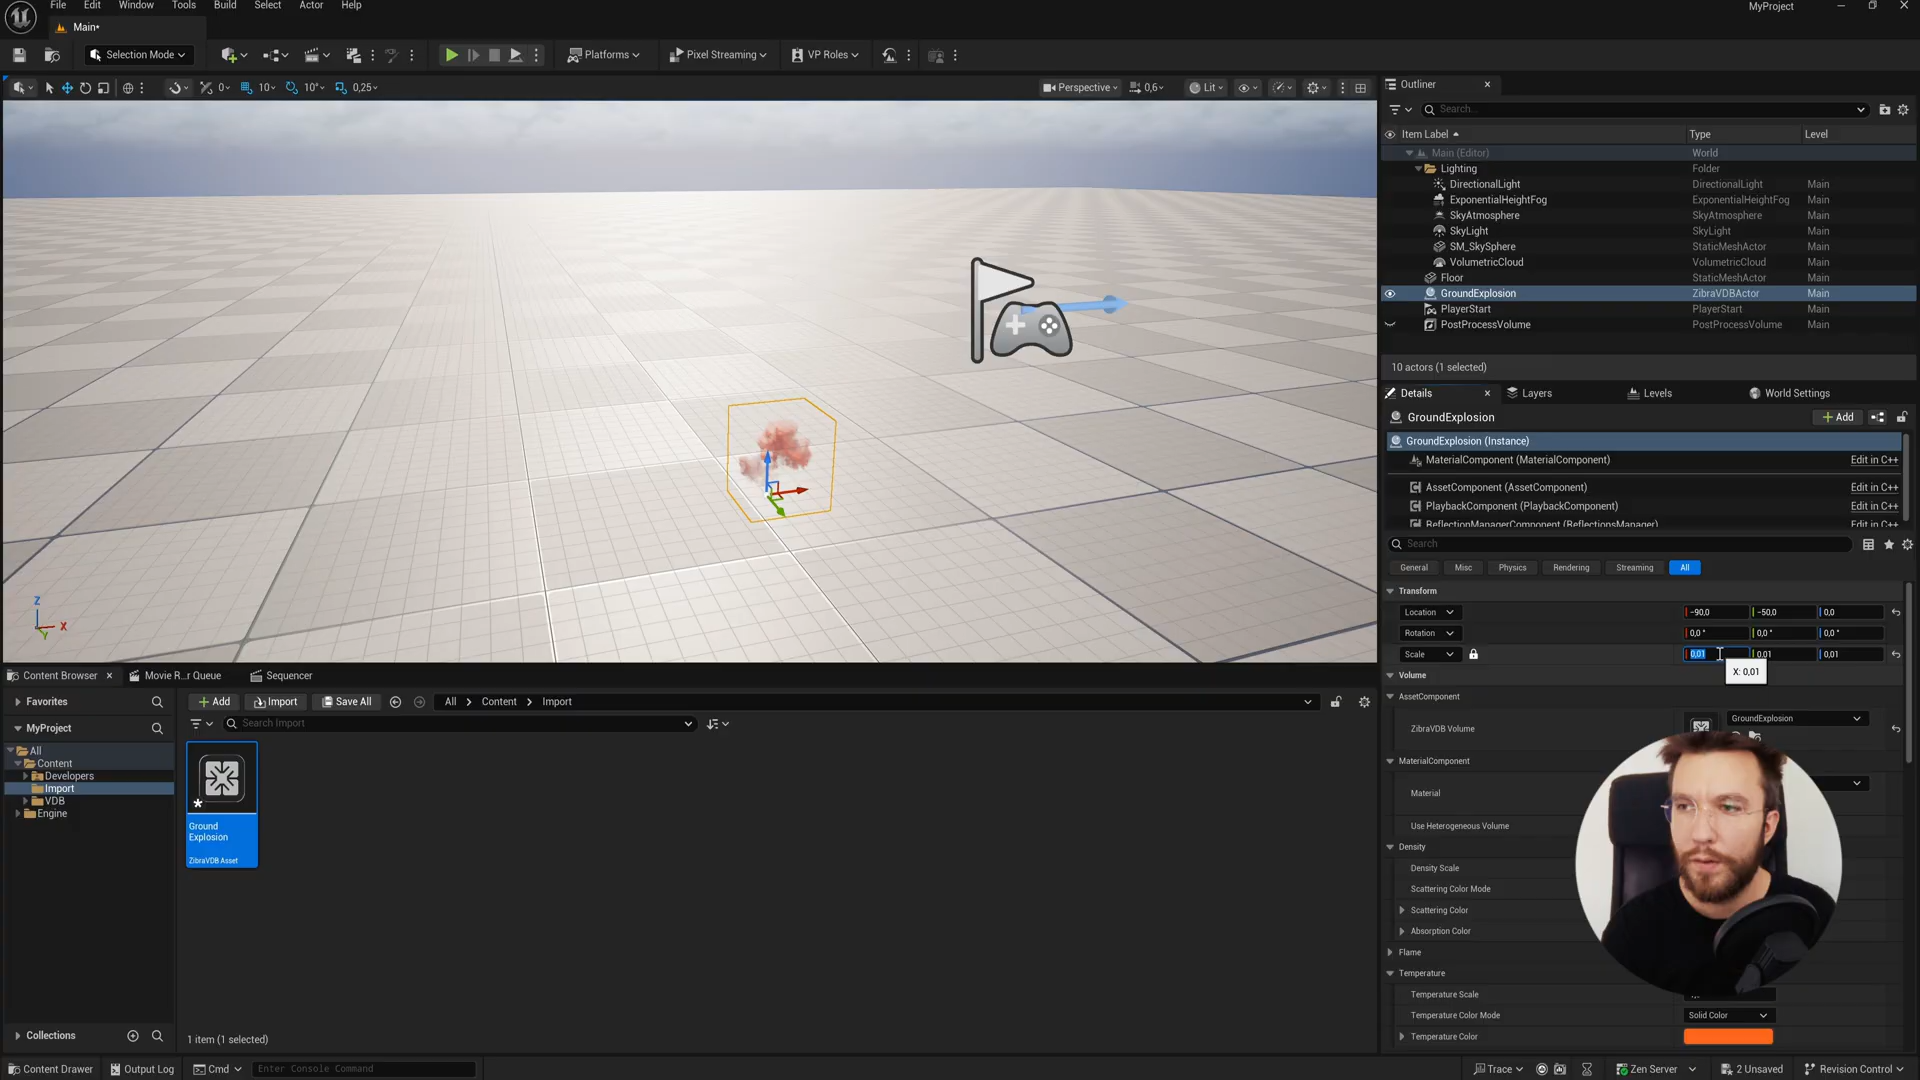 File Edit Window Tools Build Select Actor Help MyProject
Main*
Selection Mode Platforms Pixel Streaming VP Roles
0 10 10° 0,25 Perspective 0,6 Lit
Outliner
Search...
Item Label Type Level
Main (Editor) World
Lighting Folder
DirectionalLight DirectionalLight Main
ExponentialHeightFog ExponentialHeightFog Main
SkyAtmosphere SkyAtmosphere Main
SkyLight SkyLight Main
SM_SkySphere StaticMeshActor Main
VolumetricCloud VolumetricCloud Main
Floor StaticMeshActor Main
GroundExplosion ZibraVDBActor Main
PlayerStart PlayerStart Main
PostProcessVolume PostProcessVolume Main
10 actors (1 selected)
Details Layers Levels World Settings
GroundExplosion Add
GroundExplosion (Instance)
MaterialComponent (MaterialComponent) Edit in C++
AssetComponent (AssetComponent) Edit in C++
PlaybackComponent (PlaybackComponent) Edit in C++
ReflectionManagerComponent (ReflectionsManager) Edit in C++
Search
General Misc Physics Rendering Streaming All
Transform
Location -90,0 -50,0 0,0
Rotation 0,0 ° 0,0 ° 0,0 °
Scale 0,01 0,01 0,01
X: 0,01
Volume
AssetComponent
ZibraVDB Volume GroundExplosion
MaterialComponent
Material
Use Heterogeneous Volume
Density
Density Scale
Scattering Color Mode
Scattering Color
Absorption Color
Flame
Temperature
Temperature Scale
Temperature Color Mode Solid Color
Temperature Color
Z
X
Y
Content Browser Movie R...r Queue Sequencer
Favorites
Add Import Save All All Content Import
MyProject
Search Import
All
Content
Developers
Import
VDB
Engine
Ground
Explosion
ZibraVDB Asset
Collections
1 item (1 selected)
Content Drawer Output Log Cmd Enter Console Command Trace Zen Server 2 Unsaved Revision Control